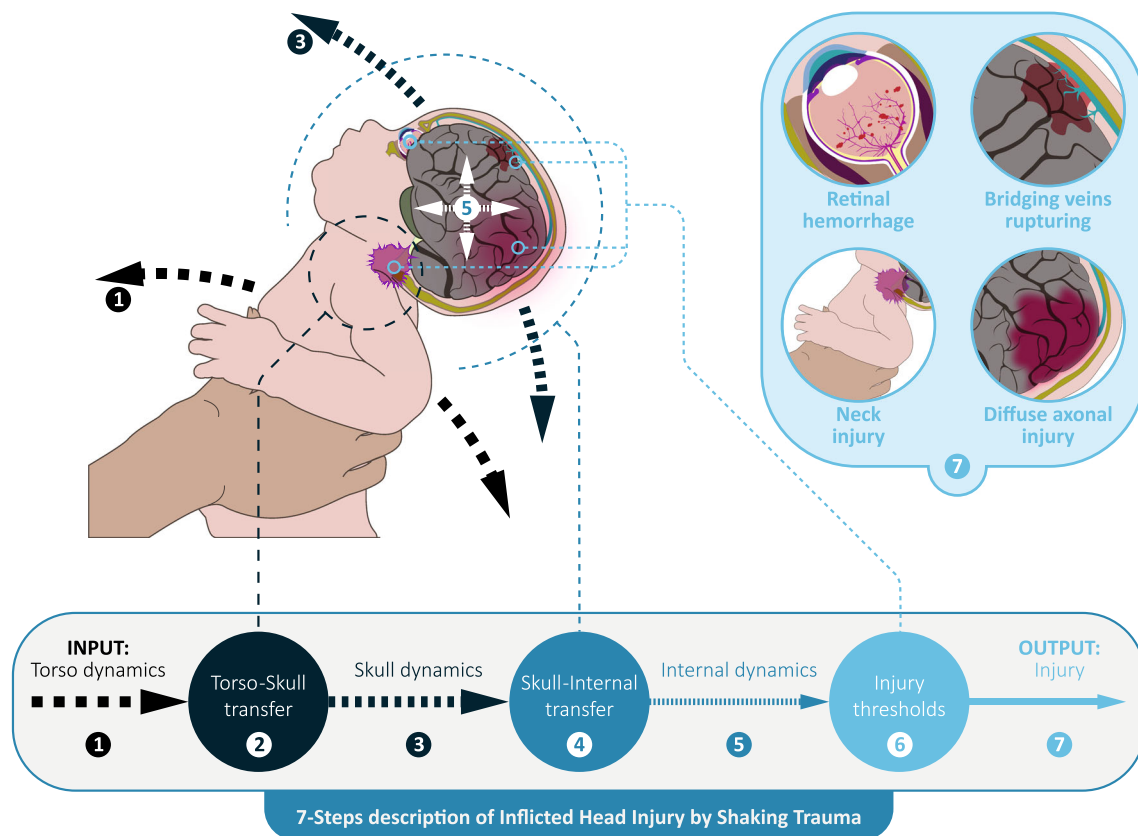 3
5
1
Retinal
hemorrhage
Bridging veins
rupturing
Neck
injury
Diffuse axonal
injury
7
INPUT:
Torso dynamics
1
Torso-Skull
transfer
2
Skull dynamics
3
Skull-Internal
transfer
4
Internal dynamics
5
Injury
thresholds
6
OUTPUT:
Injury
7
7-Steps description of Inflicted Head Injury by Shaking Trauma